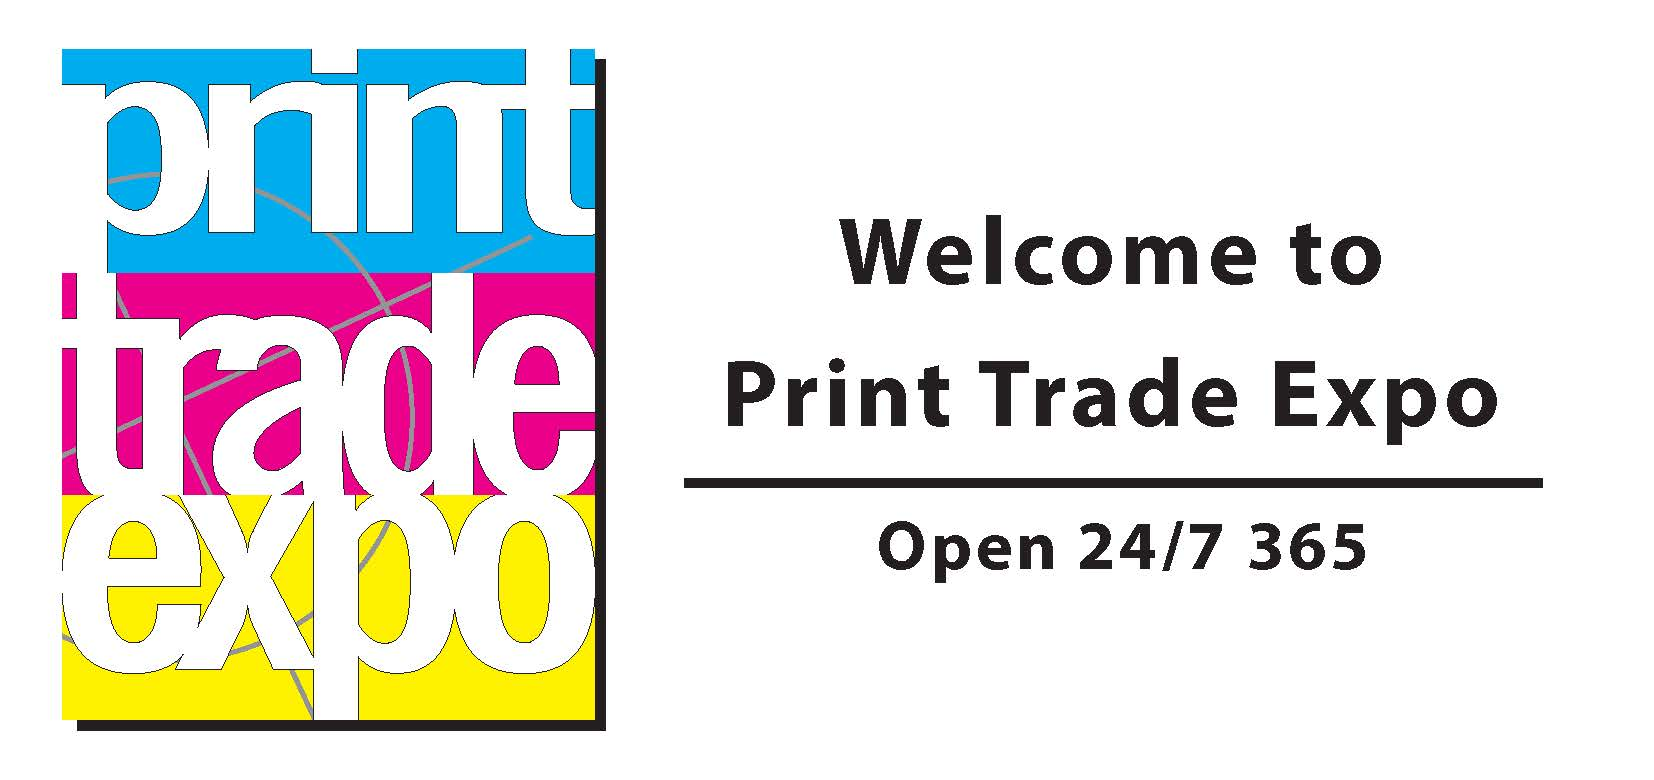 print
trade
expo
Welcome to
Print Trade Expo
Open 24/7 365